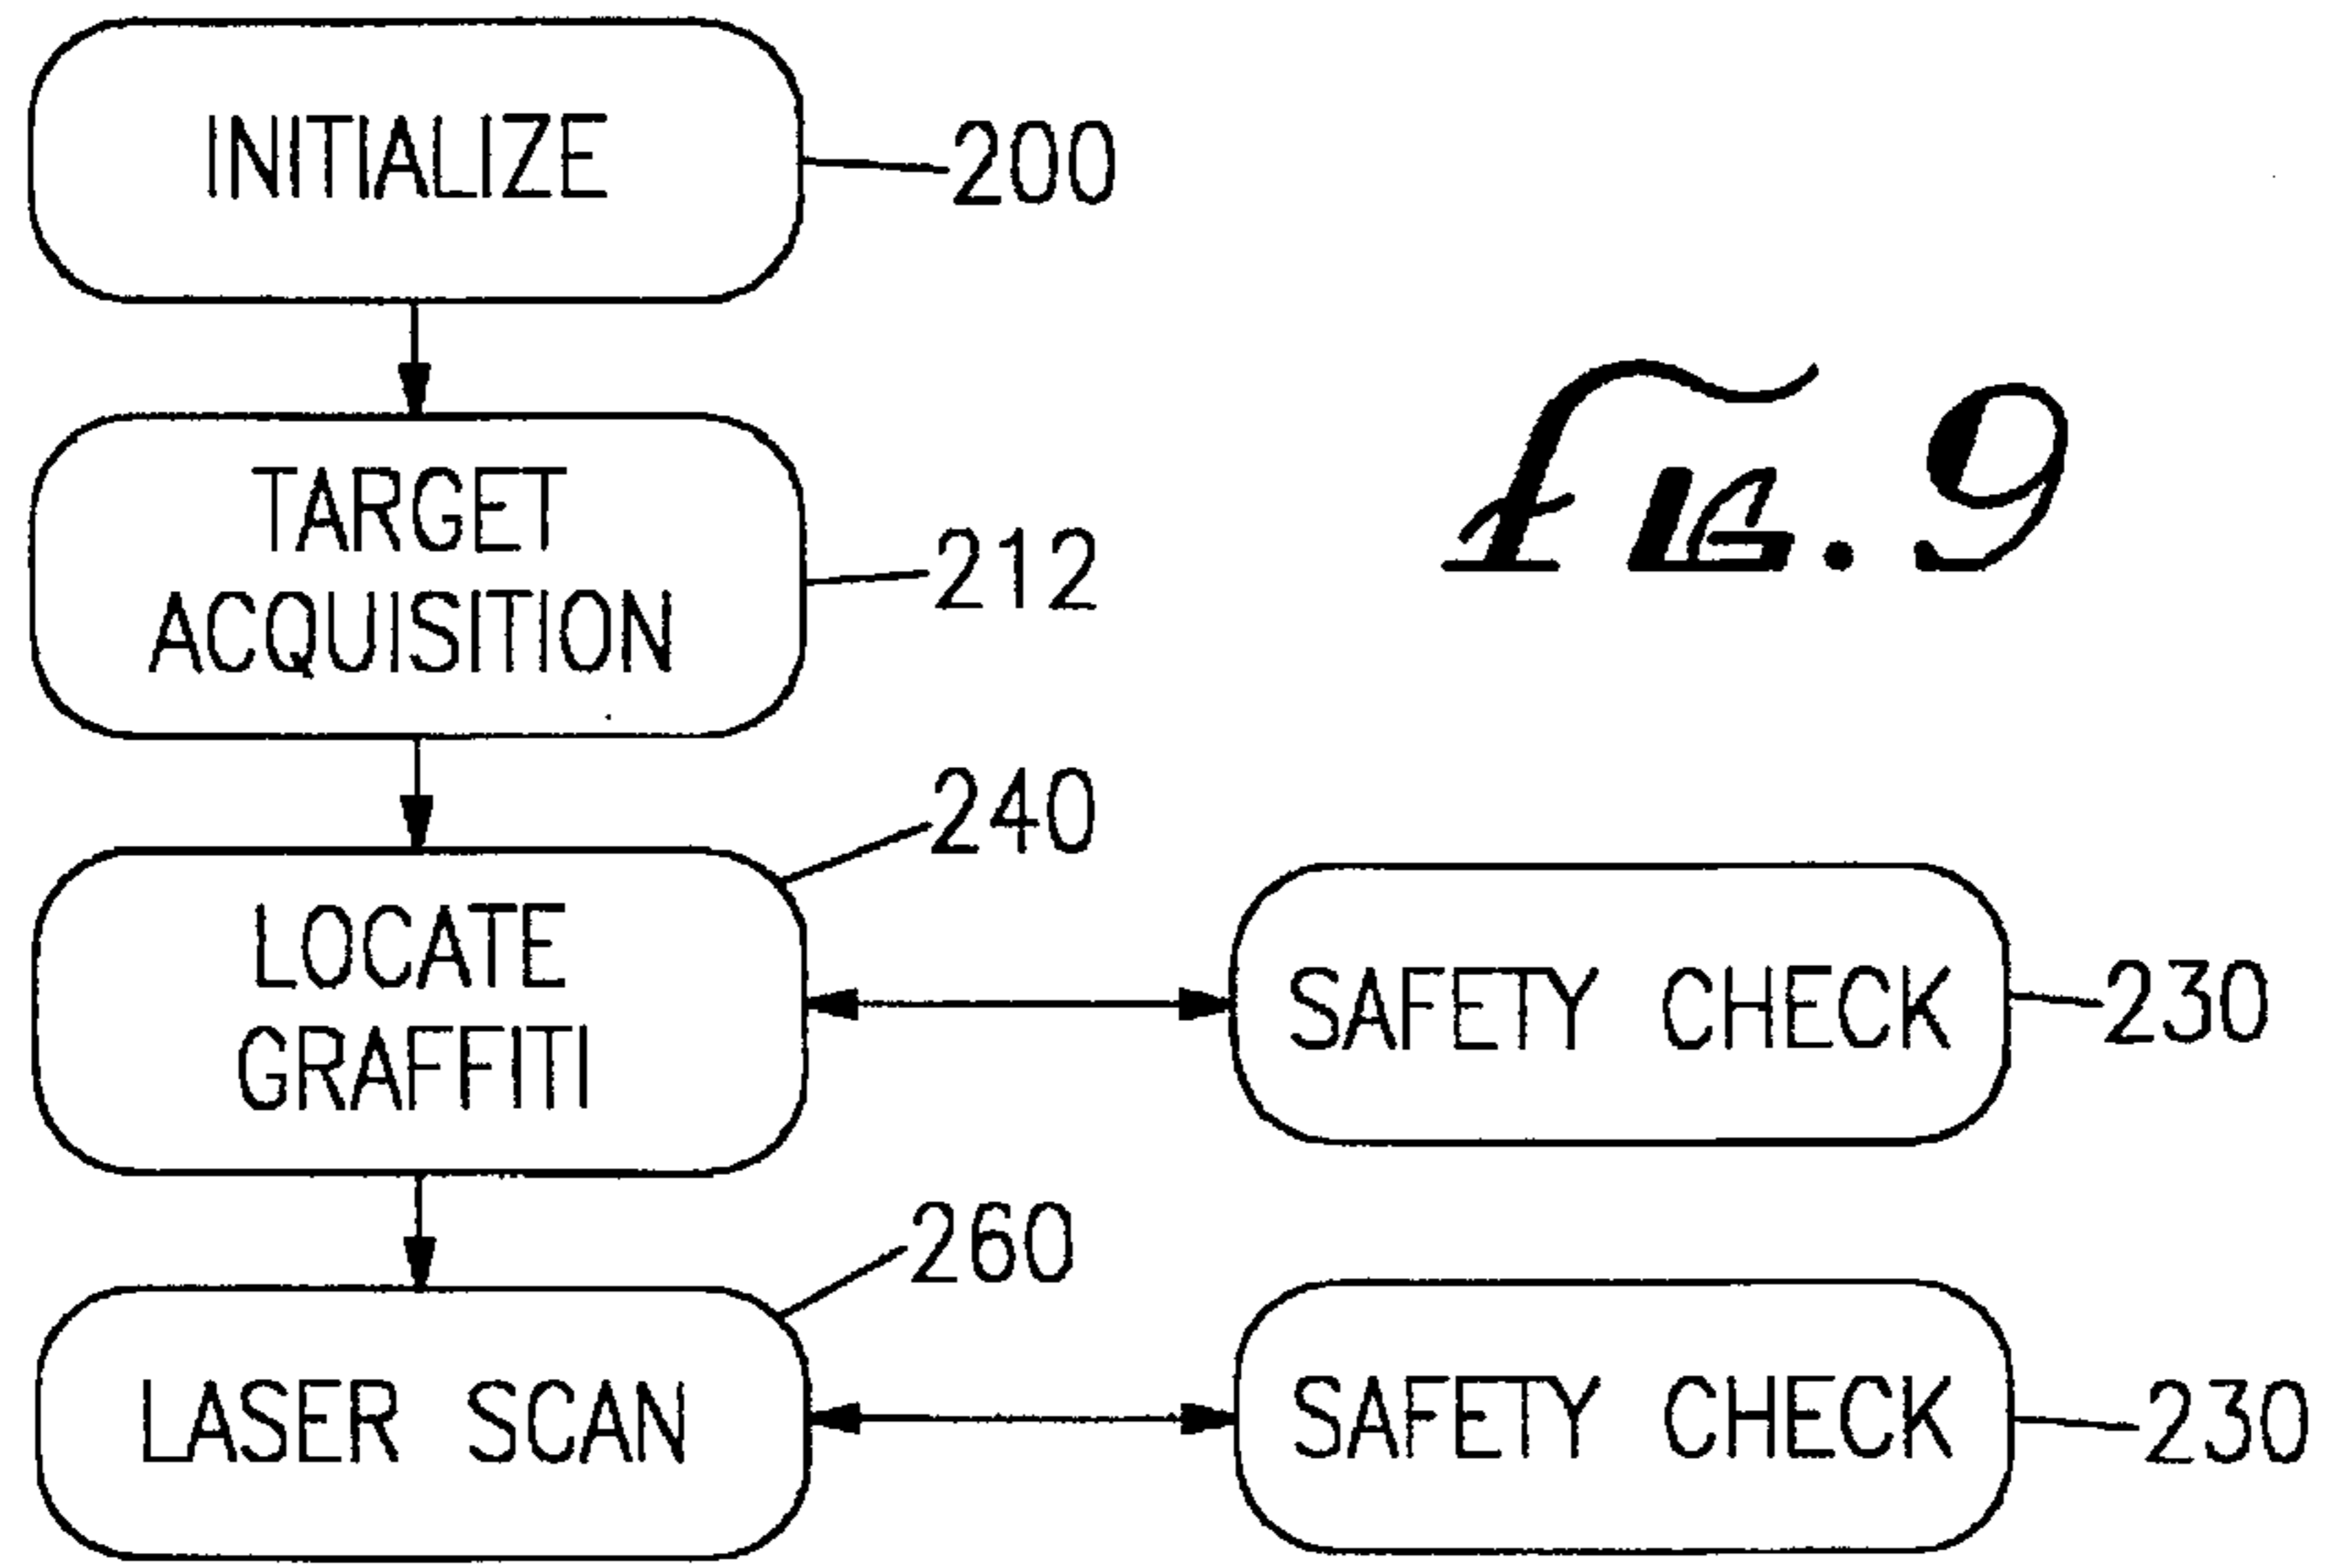 INITIALIZE
200
TARGET
ACQUISITION
212
FIG. 9
240
LOCATE
GRAFFITI
SAFETY CHECK
230
260
LASER SCAN
SAFETY CHECK
230